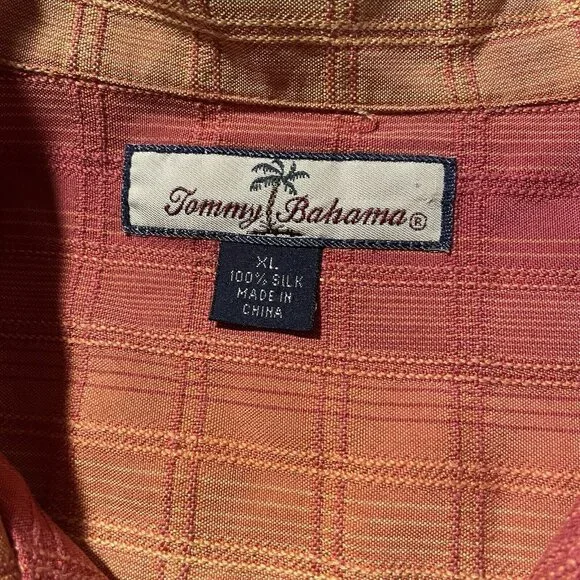 Tommy Bahama®
XL
100% SILK
MADE IN
CHINA